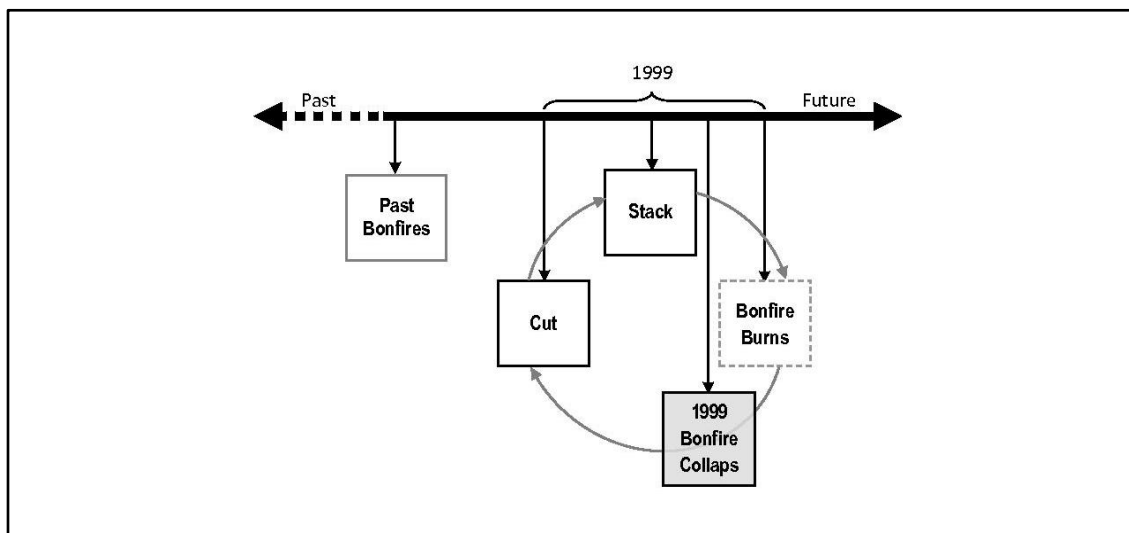 1999
Past
Future
Past
Bonfires
Stack
Cut
Bonfire
Burns
1999
Bonfire
Collaps